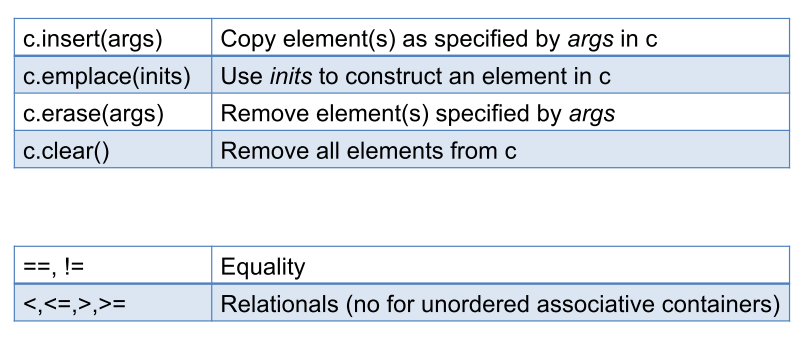 c.insert(args) Copy element(s) as specified by args in c
c.emplace(inits) Use inits to construct an element in c
c.erase(args) Remove element(s) specified by args
c.clear() Remove all elements from c
==, != Equality
<,<=,>,>= Relationals (no for unordered associative containers)